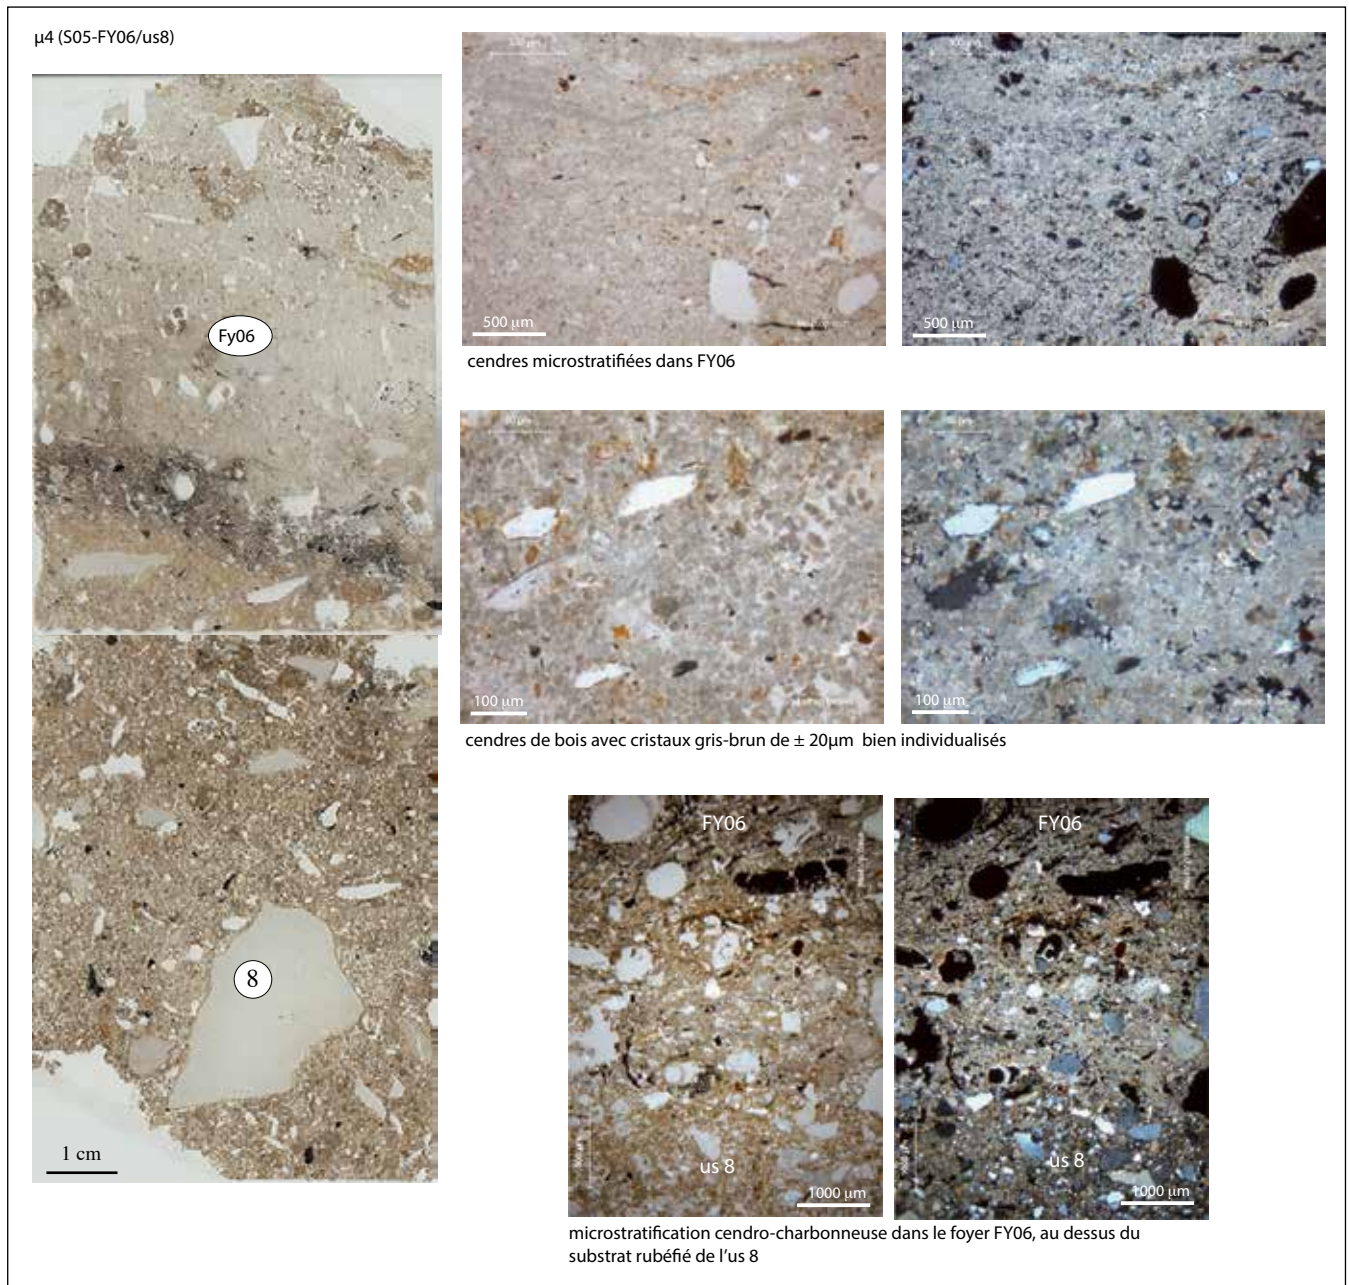 µ4 (S05-FY06/us8)
Fy06
500 µm
500 µm
cendres microstratifiées dans FY06
100 µm
100 µm
cendres de bois avec cristaux gris-brun de ± 20µm bien individualisés
8
1 cm
FY06
FY06
us 8
us 8
1000 µm
1000 µm
microstratification cendro-charbonneuse dans le foyer FY06, au dessus du
substrat rubéfié de l'us 8